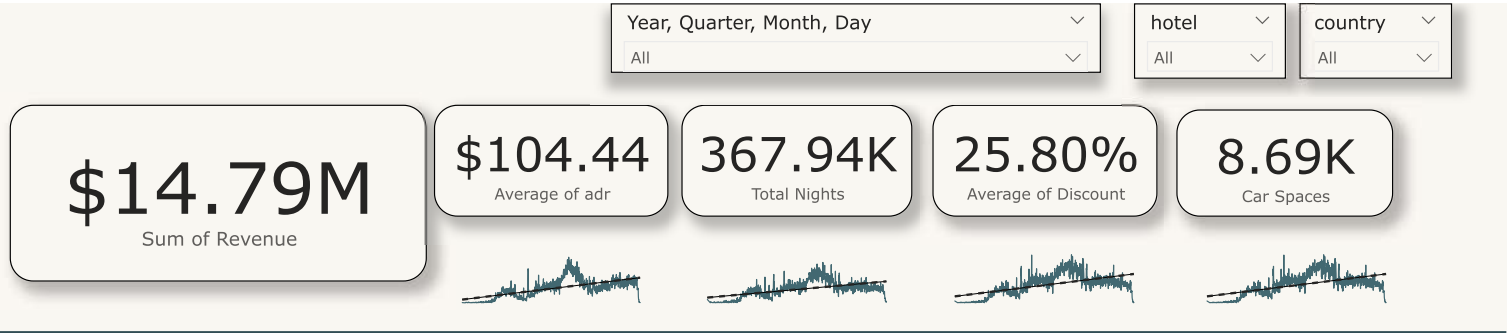 Year, Quarter, Month, Day
All
hotel
All
country
All
$14.79M
Sum of Revenue
$104.44
Average of adr
367.94K
Total Nights
25.80%
Average of Discount
8.69K
Car Spaces